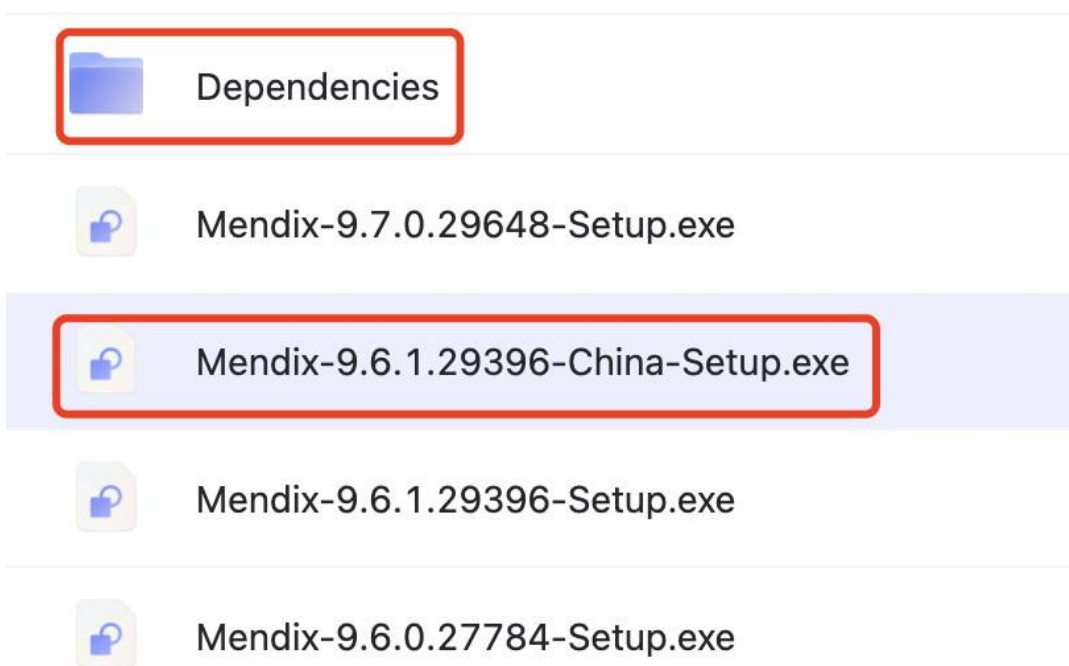 Dependencies
Mendix-9.7.0.29648-Setup.exe
Mendix-9.6.1.29396-China-Setup.exe
Mendix-9.6.1.29396-Setup.exe
Mendix-9.6.0.27784-Setup.exe